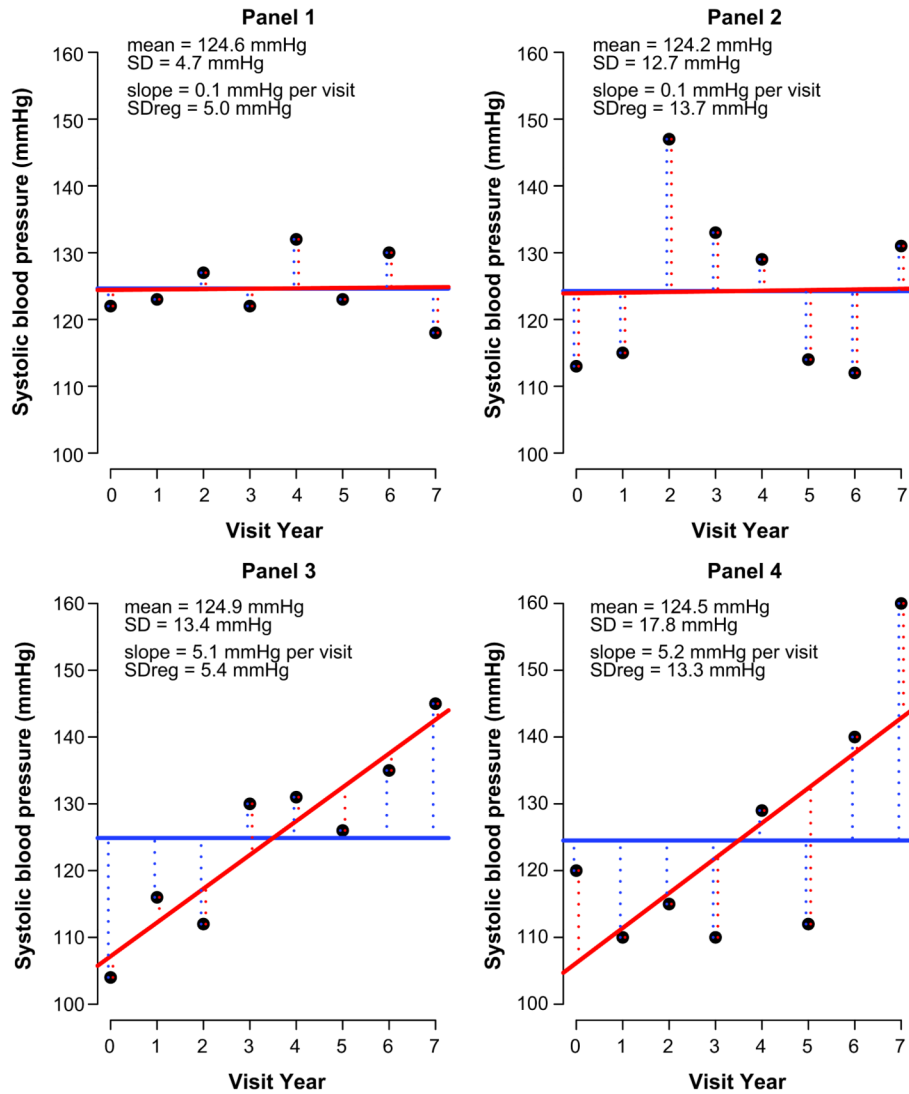 Panel 1
mean = 124.6 mmHg
SD = 4.7 mmHg
slope = 0.1 mmHg per visit
SDreg = 5.0 mmHg
Systolic blood pressure (mmHg)
160
150
140
130
120
110
100
0 1 2 3 4 5 6 7
Visit Year
Panel 2
mean = 124.2 mmHg
SD = 12.7 mmHg
slope = 0.1 mmHg per visit
SDreg = 13.7 mmHg
Systolic blood pressure (mmHg)
160
150
140
130
120
110
100
0 1 2 3 4 5 6 7
Visit Year
Panel 3
mean = 124.9 mmHg
SD = 13.4 mmHg
slope = 5.1 mmHg per visit
SDreg = 5.4 mmHg
Systolic blood pressure (mmHg)
160
150
140
130
120
110
100
0 1 2 3 4 5 6 7
Visit Year
Panel 4
mean = 124.5 mmHg
SD = 17.8 mmHg
slope = 5.2 mmHg per visit
SDreg = 13.3 mmHg
Systolic blood pressure (mmHg)
160
150
140
130
120
110
100
0 1 2 3 4 5 6 7
Visit Year